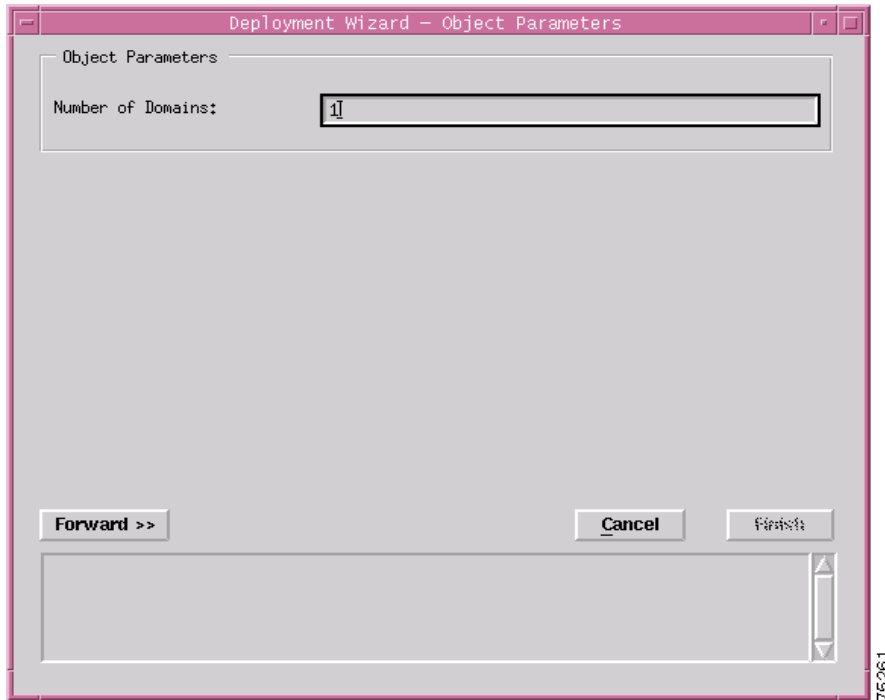 Deployment Wizard — Object Parameters
Object Parameters
Number of Domains: 1
Forward >> Cancel Finish
75261